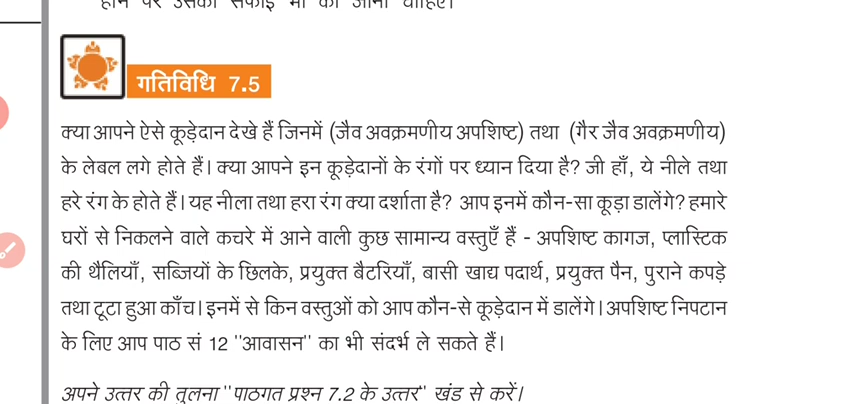 होने पर उसकी सफाई भी की जानी चाहिए।
गतिविधि 7.5
क्या आपने ऐसे कूड़ेदान देखे हैं जिनमें (जैव अवक्रमणीय अपशिष्ट) तथा (गैर जैव अवक्रमणीय)
के लेबल लगे होते हैं। क्या आपने इन कूड़ेदानों के रंगों पर ध्यान दिया है? जी हाँ, ये नीले तथा
हरे रंग के होते हैं। यह नीला तथा हरा रंग क्या दर्शाता है? आप इनमें कौन-सा कूड़ा डालेंगे? हमारे
घरों से निकलने वाले कचरे में आने वाली कुछ सामान्य वस्तुएँ हैं - अपशिष्ट कागज, प्लास्टिक
की थैलियाँ, सब्जियों के छिलके, प्रयुक्त बैटरियाँ, बासी खाद्य पदार्थ, प्रयुक्त पैन, पुराने कपड़े
तथा टूटा हुआ काँच। इनमें से किन वस्तुओं को आप कौन-से कूड़ेदान में डालेंगे। अपशिष्ट निपटान
के लिए आप पाठ सं 12 "आवासन" का भी संदर्भ ले सकते हैं।
अपने उत्तर की तुलना "पाठगत प्रश्न 7.2 के उत्तर" खंड से करें।